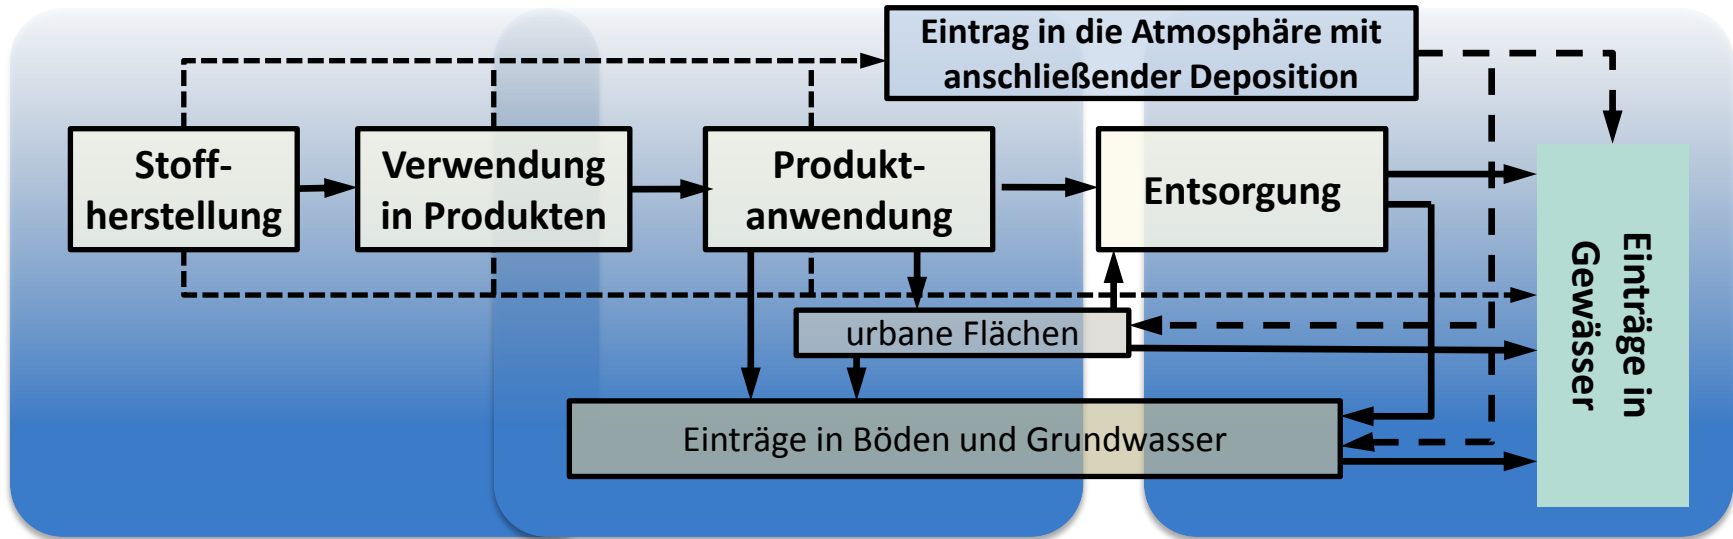 Eintrag in die Atmosphäre mit
anschließender Deposition
Stoff-
herstellung
Verwendung
in Produkten
Produkt-
anwendung
Entsorgung
urbane Flächen
Einträge in Böden und Grundwasser
Einträge in
Gewässer